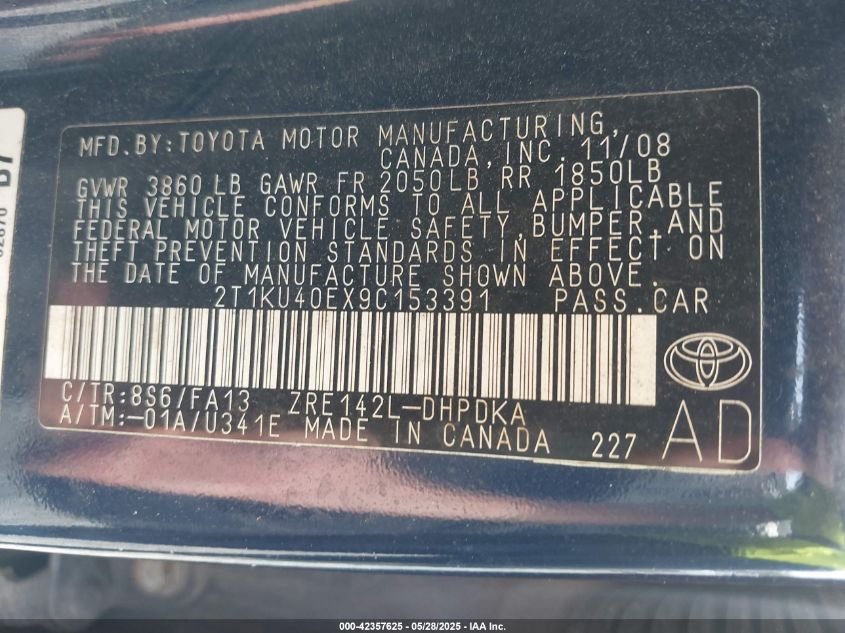 MFD.BY:TOYOTA MOTOR MANUFACTURING,
CANADA,INC. 11/08
GVWR 3860LB GAWR FR 2050LB RR 1850LB
THIS VEHICLE CONFORMS TO ALL APPLICABLE
FEDERAL MOTOR VEHICLE SAFETY,BUMPER,AND
THEFT PREVENTION STANDARDS IN EFFECT ON
THE DATE OF MANUFACTURE SHOWN ABOVE.
2T1KU40EX9C153391 PASS.CAR
C/TR:8S6/FA13 ZRE142L-DHPDKA
A/TM:-01A/U341E MADE IN CANADA 227
AD
000-42357625 - 05/28/2025 - IAA Inc.